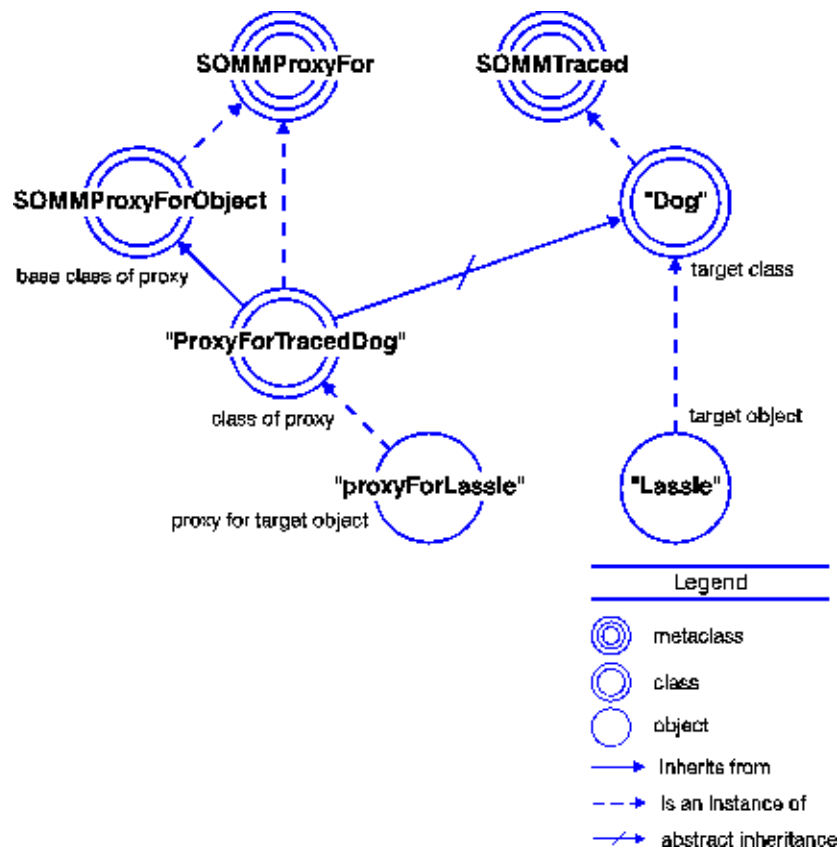 SOMMProxyFor
SOMMTraced
SOMMProxyForObject
"Dog"
base class of proxy
target class
"ProxyForTracedDog"
class of proxy
target object
"proxyForLassie"
"Lassie"
proxy for target object
Legend
metaclass
class
object
Inherits from
Is an Instance of
abstract inheritance